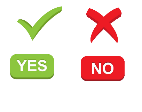 YES NO